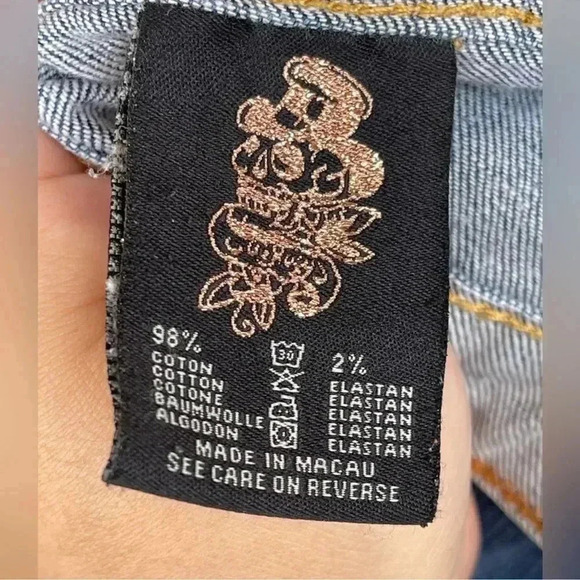 98% 2%
COTON ELASTAN
COTTON ELASTAN
COTONE ELASTAN
BAUMWOLLE ELASTAN
ALGODON ELASTAN
30
MADE IN MACAU
SEE CARE ON REVERSE